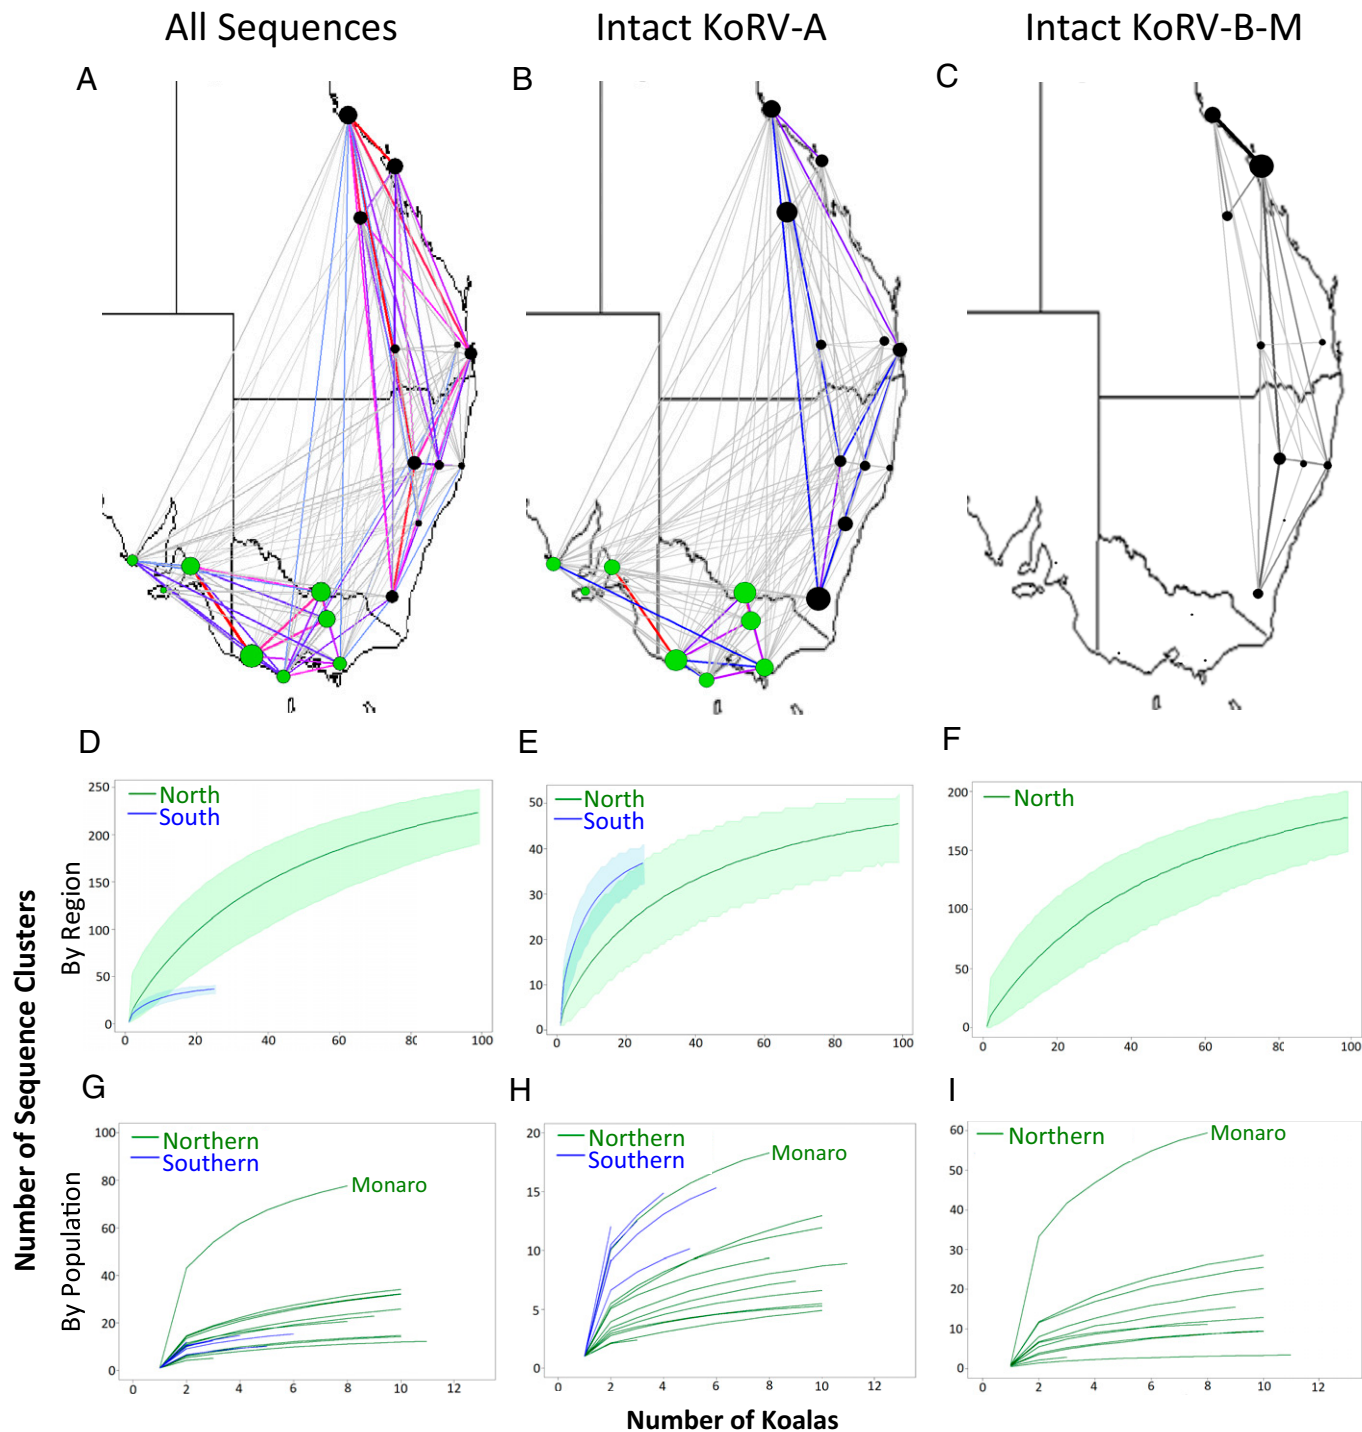 All Sequences Intact KoRV-A Intact KoRV-B-M
A B C
D E F
Number of Sequence Clusters
By Region
250
200
150
100
50
0
North
South
0 20 40 60 80 100
50
40
30
20
10
0
North
South
0 20 40 60 80 100
200
150
100
50
0
North
0 20 40 60 80 100
G H I
By Population
100
80
60
40
20
0
Northern
Southern
Monaro
0 2 4 6 8 10 12
20
15
10
5
0
Northern
Southern
Monaro
0 2 4 6 8 10 12
60
50
40
30
20
10
0
Northern
Monaro
0 2 4 6 8 10 12
Number of Koalas